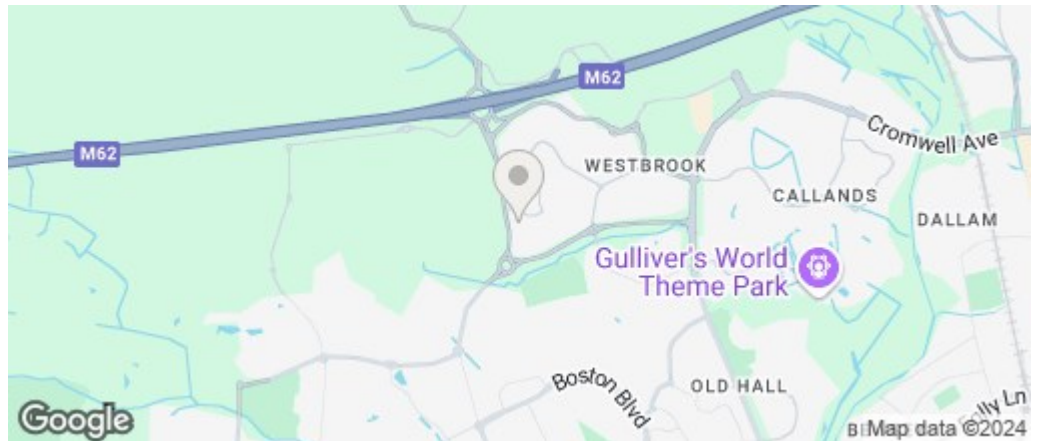 M62
M62
Cromwell Ave
WESTBROOK
CALLANDS
DALLAM
Gulliver's World
Theme Park
Boston Blvd
OLD HALL
Google
Map data ©2024